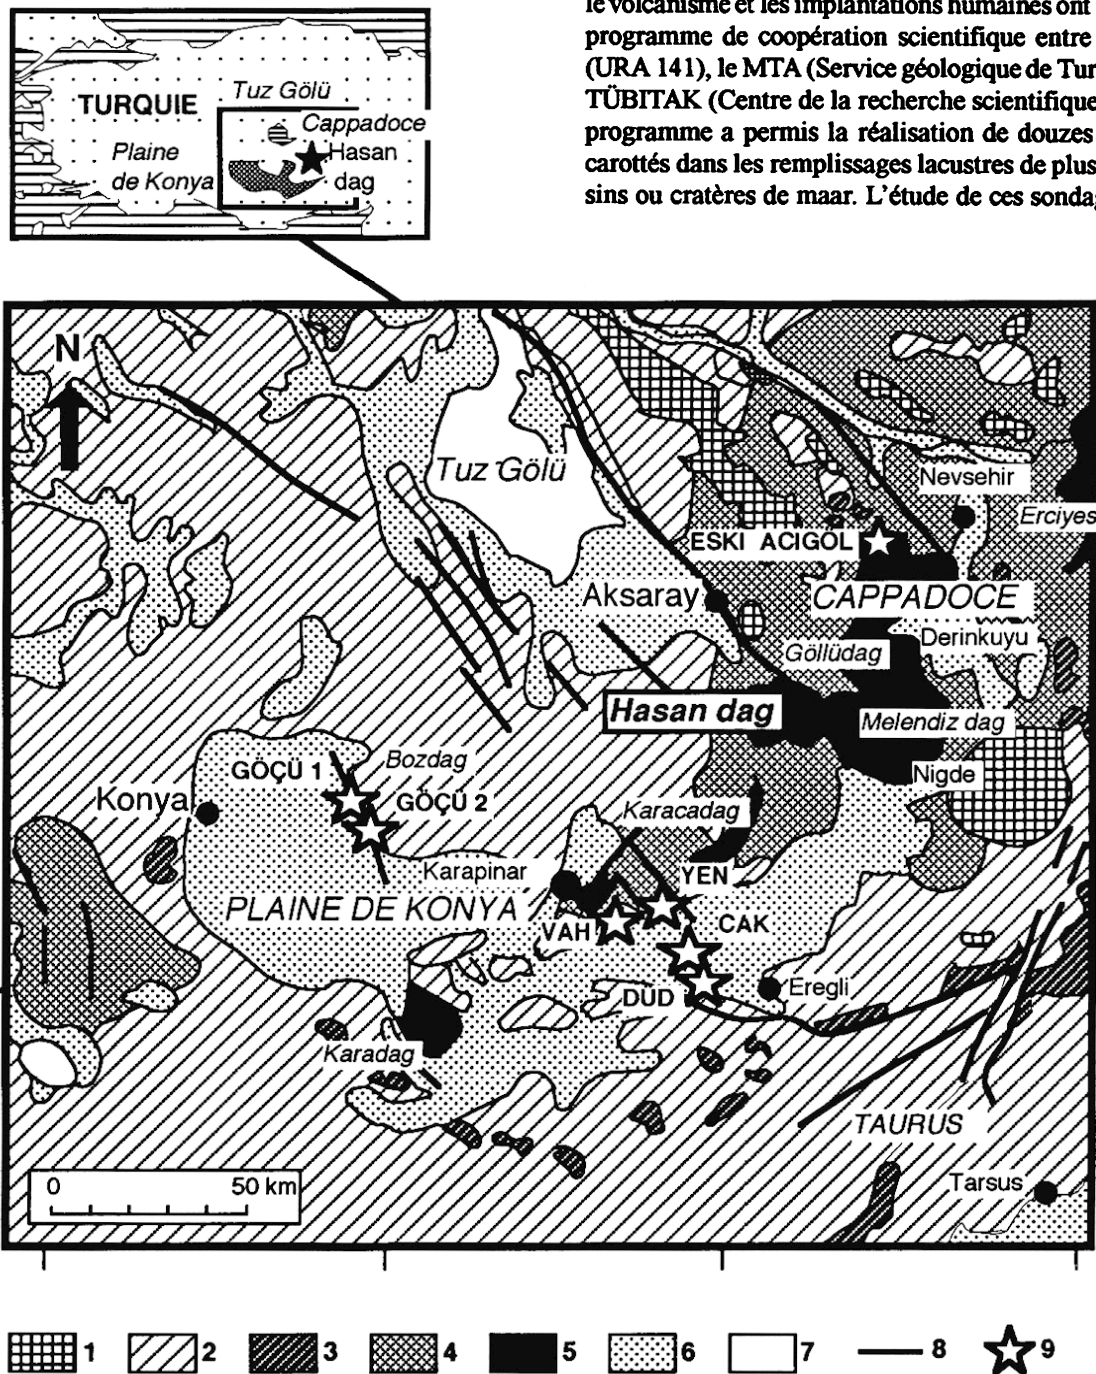 le volcanisme et les implantations humaines ont
programme de coopération scientifique entre
(URA 141), le MTA (Service géologique de Tur
TÜBITAK (Centre de la recherche scientifique
programme a permis la réalisation de douzes
carottés dans les remplissages lacustres de plus
sins ou cratères de maar. L'étude de ces sondag
TURQUIE
Tuz Gölü
Cappadoce
Plaine
de Konya
Hasan
dag
N
Tuz Gölü
Nevsehir
Erciyes
ESKI ACIGÖL
Aksaray
CAPPADOCE
Derinkuyu
Göllüdag
Hasan dag
Melendiz dag
Bozdag
GÖÇÜ 1
Nigde
Konya
GÖÇÜ 2
Karacadag
Karapinar
YEN
PLAINE DE KONYA
VAH
CAK
DÜD
Eregli
Karadag
TAURUS
Tarsus
0 50 km
1 2 3 4 5 6 7 8 9